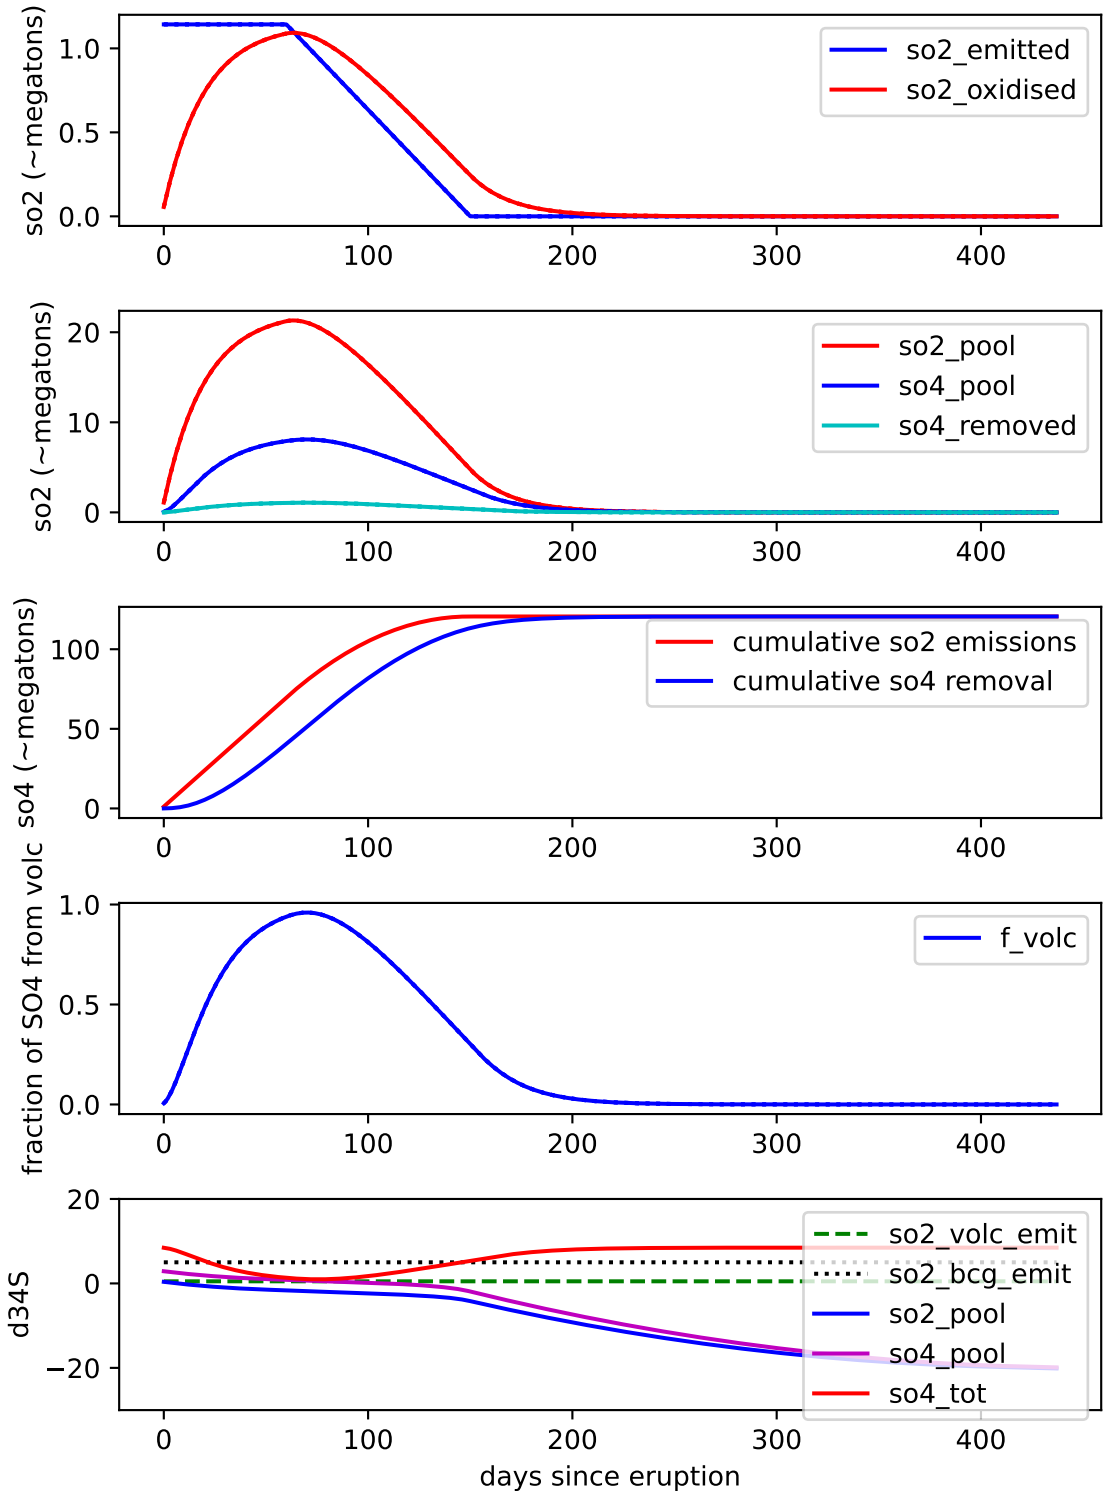 so2 (~megatons)
1.0
0.5
0.0
so2_emitted
so2_oxidised
0 100 200 300 400
so2 (~megatons)
20
10
0
so2_pool
so4_pool
so4_removed
0 100 200 300 400
so4 (~megatons)
100
50
0
cumulative so2 emissions
cumulative so4 removal
0 100 200 300 400
fraction of SO4 from volc
1.0
0.5
0.0
f_volc
0 100 200 300 400
d34S
20
0
−20
so2_volc_emit
so2_bcg_emit
so2_pool
so4_pool
so4_tot
0 100 200 300 400
days since eruption